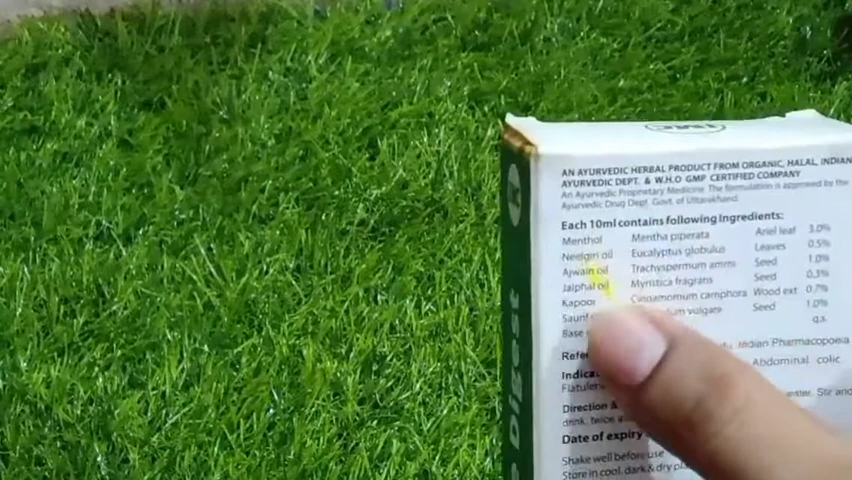 IMC
AN AYURVEDIC HERBAL PRODUCT FROM ORGANIC, HALAL, INDIAN
AYURVEDIC DEPT. & W.H.O GMP CERTIFIED COMPANY
An Ayurvedic Proprietary Medicine. The formulation is approved by the
Ayurvedic Drug Dept. Govt. of Uttarakhand.
Each 10ml contains Following Ingredients:
Menthol Mentha piperata Ariel leaf 3.0%
Neelgiri oil Eucalyptus globulus Leaves 0.5%
Ajwain oil Trachyspermum ammi Seed 1.0%
Jaiphal oil Myristica fragrans Seed 0.3%
Kapoor Cinnamomum camphora Wood ext 0.7%
Saunf vulgare Seed 1.0%
Base q.s.
Indian Pharmacopoeia
Abdominal colic,
Flatulence
Direction &
drink, twice Stir and
Date of expiry
Shake well before use
Store in cool, dark & dry
Digest